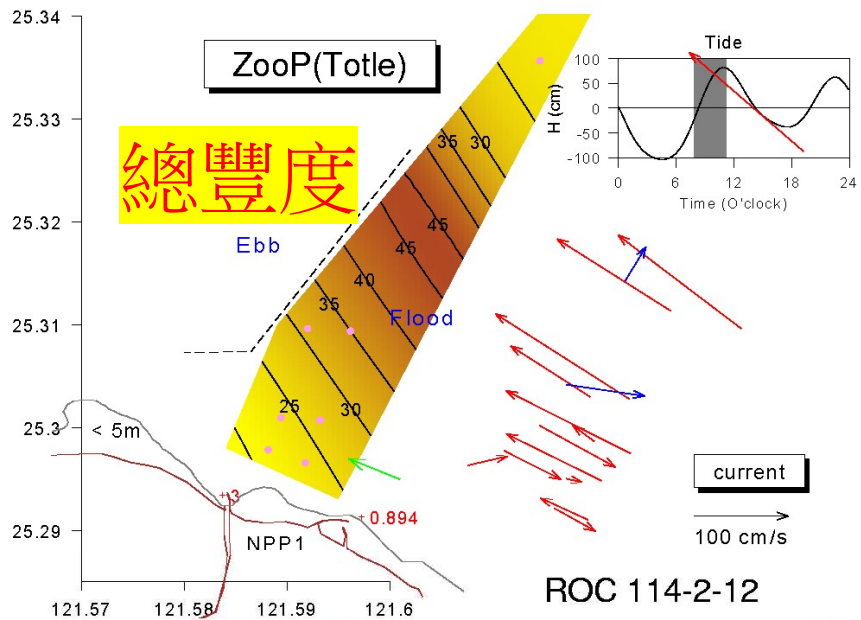 25.34
25.33
25.32
25.31
25.3
25.29
121.57
121.58
121.59
121.6
ZooP(Totle)
總豐度
Ebb
Flood
35
30
45
45
40
35
25
30
< 5m
NPP1
+3
+ 0.894
Tide
H (cm)
100
50
0
-50
-100
0
6
12
18
24
Time (O'clock)
current
100 cm/s
ROC 114-2-12